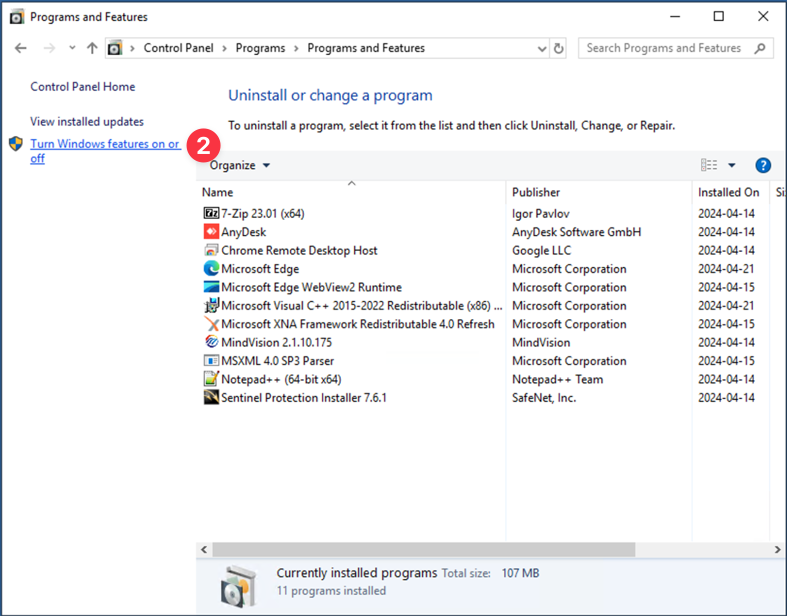 Programs and Features
Control Panel > Programs > Programs and Features
Search Programs and Features
Control Panel Home
View installed updates
Turn Windows features on or
off
2
Uninstall or change a program
To uninstall a program, select it from the list and then click Uninstall, Change, or Repair.
Organize
?
Name Publisher Installed On Si
7-Zip 23.01 (x64) Igor Pavlov 2024-04-14
AnyDesk AnyDesk Software GmbH 2024-04-14
Chrome Remote Desktop Host Google LLC 2024-04-14
Microsoft Edge Microsoft Corporation 2024-04-21
Microsoft Edge WebView2 Runtime Microsoft Corporation 2024-04-15
Microsoft Visual C++ 2015-2022 Redistributable (x86) ... Microsoft Corporation 2024-04-21
Microsoft XNA Framework Redistributable 4.0 Refresh Microsoft Corporation 2024-04-15
MindVision 2.1.10.175 MindVision 2024-04-14
MSXML 4.0 SP3 Parser Microsoft Corporation 2024-04-15
Notepad++ (64-bit x64) Notepad++ Team 2024-04-14
Sentinel Protection Installer 7.6.1 SafeNet, Inc. 2024-04-14
Currently installed programs Total size: 107 MB
11 programs installed